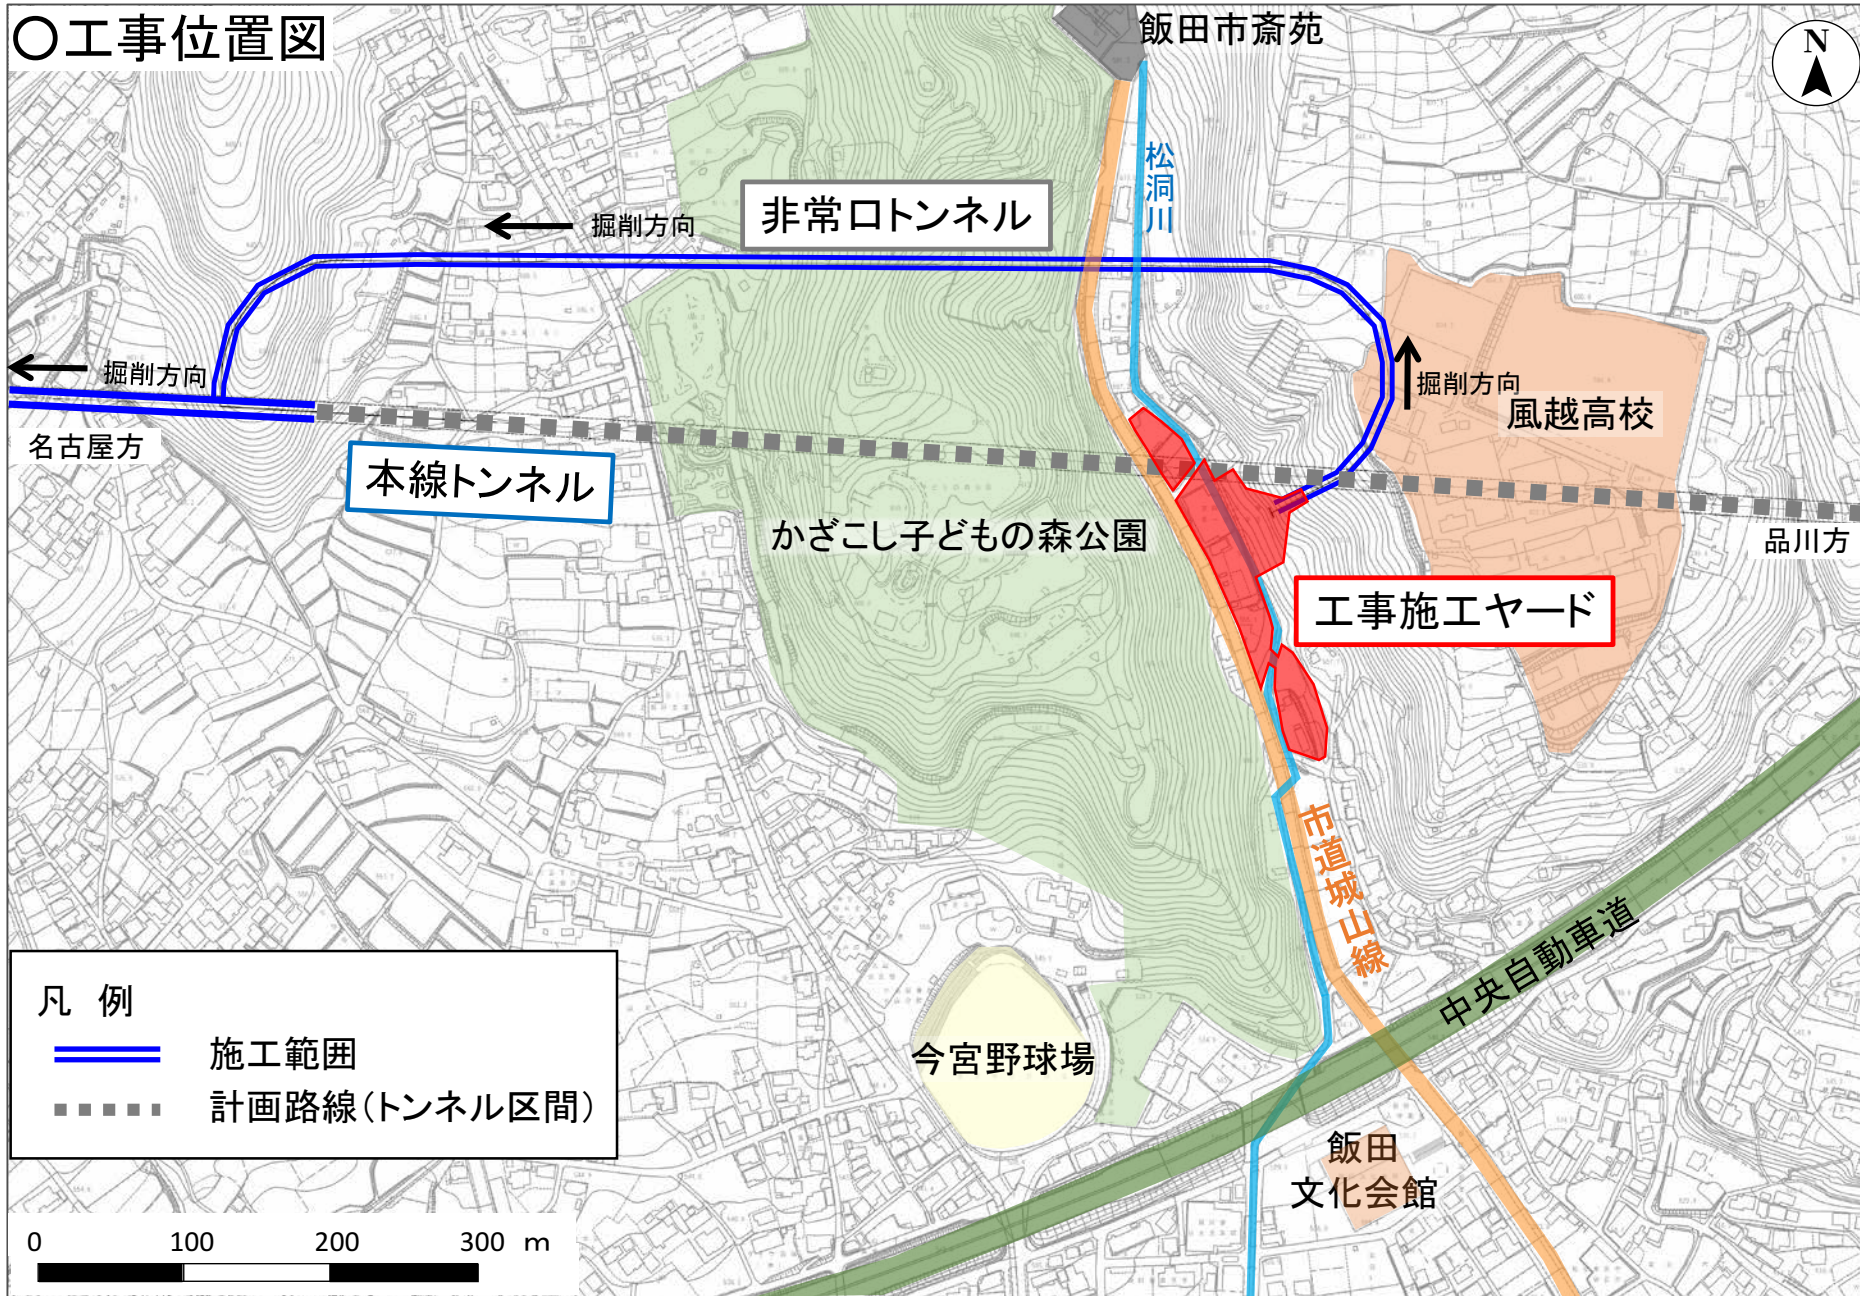 〇工事位置図
飯田市斎苑
N
松洞川
非常口トンネル
掘削方向
掘削方向
掘削方向
風越高校
名古屋方
本線トンネル
かざこし子どもの森公園
品川方
工事施工ヤード
市道城山線
中央自動車道
凡 例
施工範囲
計画路線(トンネル区間)
今宮野球場
飯田
文化会館
0 100 200 300 m